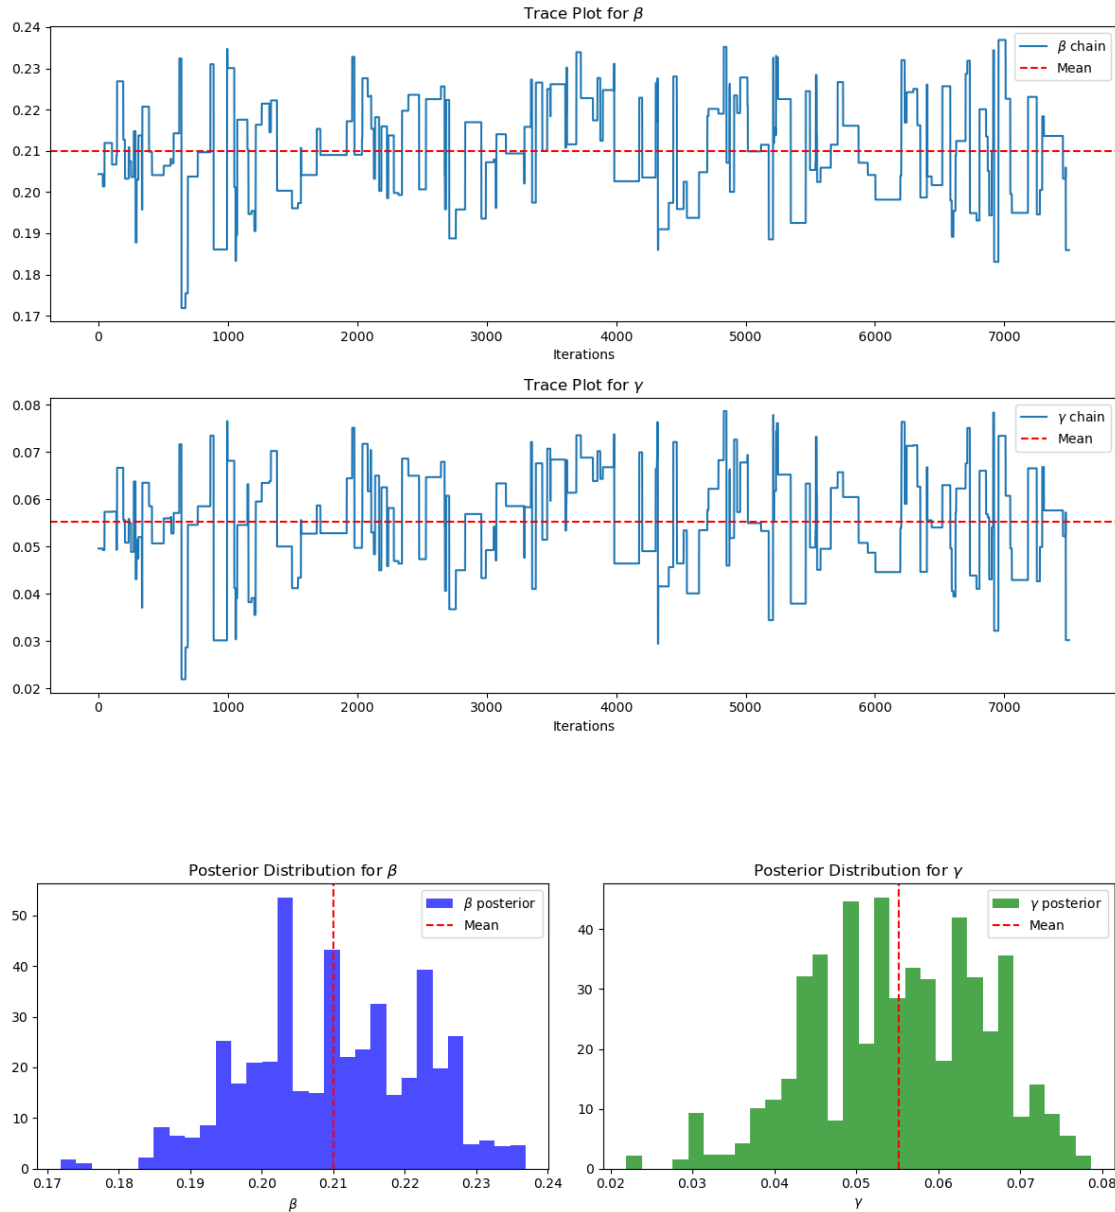 Trace Plot for β
0.24
0.23
0.22
0.21
0.20
0.19
0.18
0.17
β chain
Mean
0 1000 2000 3000 4000 5000 6000 7000
Iterations
Trace Plot for γ
0.08
0.07
0.06
0.05
0.04
0.03
0.02
γ chain
Mean
0 1000 2000 3000 4000 5000 6000 7000
Iterations
Posterior Distribution for β
50
40
30
20
10
0
β posterior
Mean
0.17 0.18 0.19 0.20 0.21 0.22 0.23 0.24
β
Posterior Distribution for γ
40
30
20
10
0
γ posterior
Mean
0.02 0.03 0.04 0.05 0.06 0.07 0.08
γ